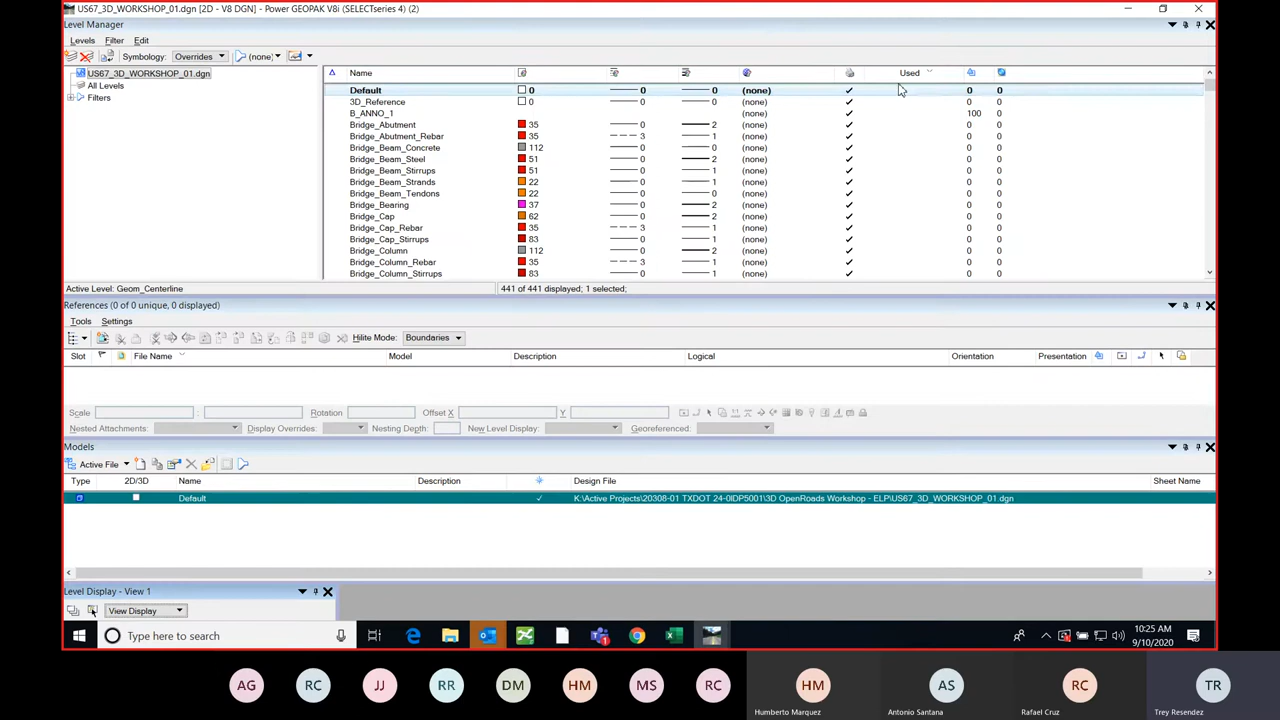 US67_3D_WORKSHOP_01.dgn [2D - V8 DGN] - Power GEOPAK V8i (SELECTseries 4) (2)
Level Manager
Levels Filter Edit
Symbology: Overrides (none)
US67_3D_WORKSHOP_01.dgn
All Levels
Filters
Name Used
Default 0 0 0 (none) 0 0
3D_Reference 0 (none) 0 0
B_ANNO_1 (none) 100 0
Bridge_Abutment 35 0 2 (none) 0 0
Bridge_Abutment_Rebar 35 3 1 (none) 0 0
Bridge_Beam_Concrete 112 0 0 (none) 0 0
Bridge_Beam_Steel 51 0 2 (none) 0 0
Bridge_Beam_Stirrups 51 0 1 (none) 0 0
Bridge_Beam_Strands 22 0 1 (none) 0 0
Bridge_Beam_Tendons 22 0 0 (none) 0 0
Bridge_Bearing 37 0 2 (none) 0 0
Bridge_Cap 62 0 2 (none) 0 0
Bridge_Cap_Rebar 35 3 1 (none) 0 0
Bridge_Cap_Stirrups 83 0 1 (none) 0 0
Bridge_Column 112 0 2 (none) 0 0
Bridge_Column_Rebar 35 3 1 (none) 0 0
Bridge_Column_Stirrups 83 0 1 (none) 0 0
Active Level: Geom_Centerline 441 of 441 displayed; 1 selected;
References (0 of 0 unique, 0 displayed)
Tools Settings
Hilite Mode: Boundaries
Slot File Name Model Description Logical Orientation Presentation
Scale : Rotation Offset X Y
Nested Attachments: Display Overrides: Nesting Depth: New Level Display: Georeferenced:
Models
Active File
Type 2D/3D Name Description Design File Sheet Name
Default K:\Active Projects\20308-01 TXDOT 24-0IDP5001\3D OpenRoads Workshop - ELP\US67_3D_WORKSHOP_01.dgn
Level Display - View 1
View Display
Type here to search
10:25 AM
9/10/2020
AG RC JJ RR DM HM MS RC HM AS RC TR
Humberto Marquez Antonio Santana Rafael Cruz Trey Resendez